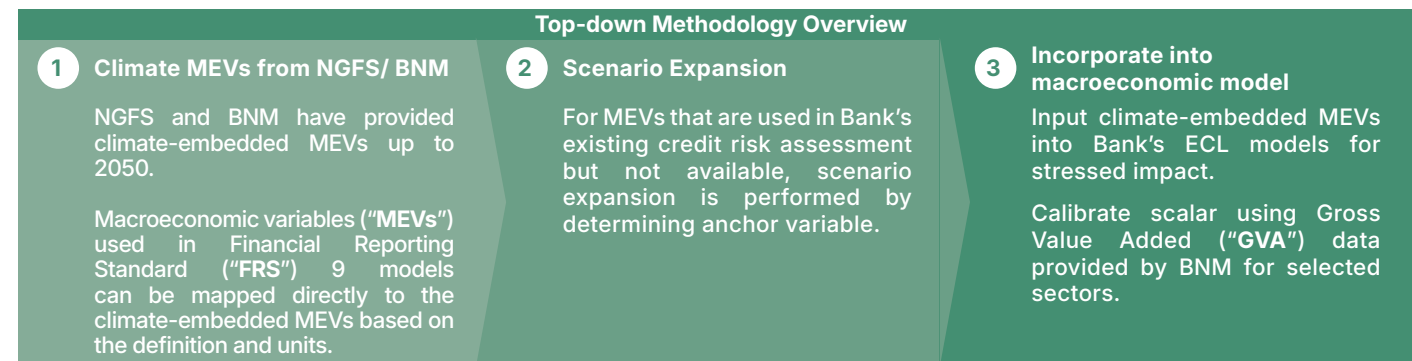 Top-down Methodology Overview
1 Climate MEVs from NGFS/ BNM
NGFS and BNM have provided
climate-embedded MEVs up to
2050.
Macroeconomic variables (“MEVs”)
used in Financial Reporting
Standard (“FRS”) 9 models
can be mapped directly to the
climate-embedded MEVs based on
the definition and units.
2 Scenario Expansion
For MEVs that are used in Bank’s
existing credit risk assessment
but not available, scenario
expansion is performed by
determining anchor variable.
3 Incorporate into
macroeconomic model
Input climate-embedded MEVs
into Bank’s ECL models for
stressed impact.
Calibrate scalar using Gross
Value Added (“GVA”) data
provided by BNM for selected
sectors.